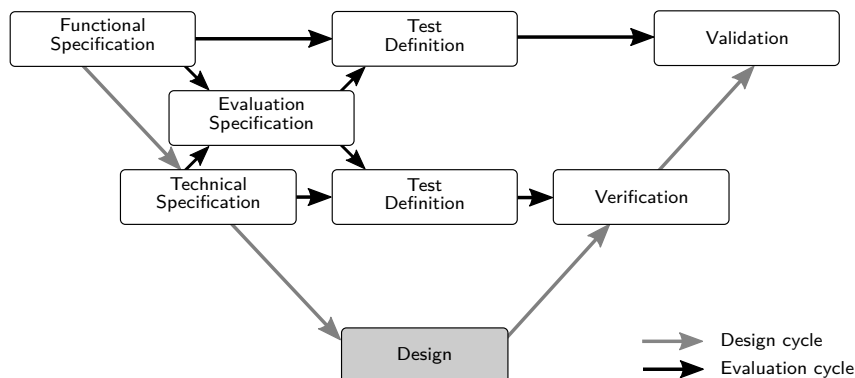 Functional
Specification
Test
Definition
Validation
Evaluation
Specification
Technical
Specification
Test
Definition
Verification
Design
Design cycle
Evaluation cycle